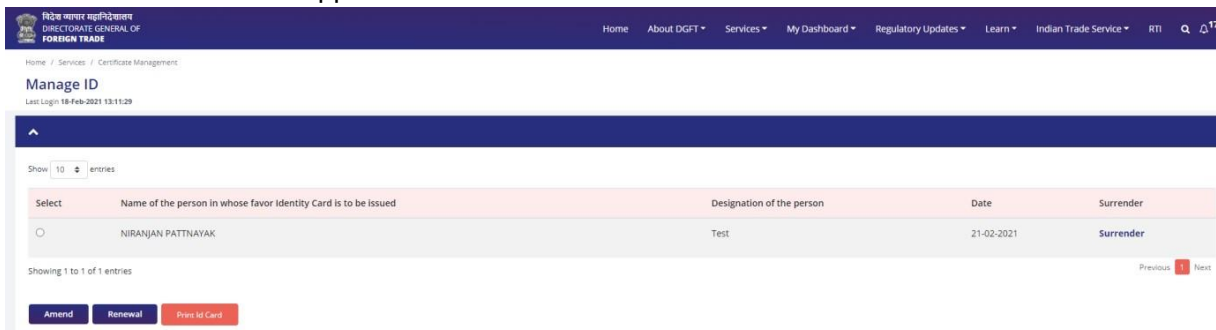 विदेश व्यापार महानिदेशालय
DIRECTORATE GENERAL OF
FOREIGN TRADE
Home About DGFT Services My Dashboard Regulatory Updates Learn Indian Trade Service RTI 17
Home / Services / Certificate Management
Manage ID
Last Login 18-Feb-2021 13:11:29
Show 10 entries
Select Name of the person in whose favor Identity Card is to be issued Designation of the person Date Surrender
NIRANJAN PATTNAYAK Test 21-02-2021 Surrender
Showing 1 to 1 of 1 entries
Previous 1 Next
Amend Renewal Print Id Card